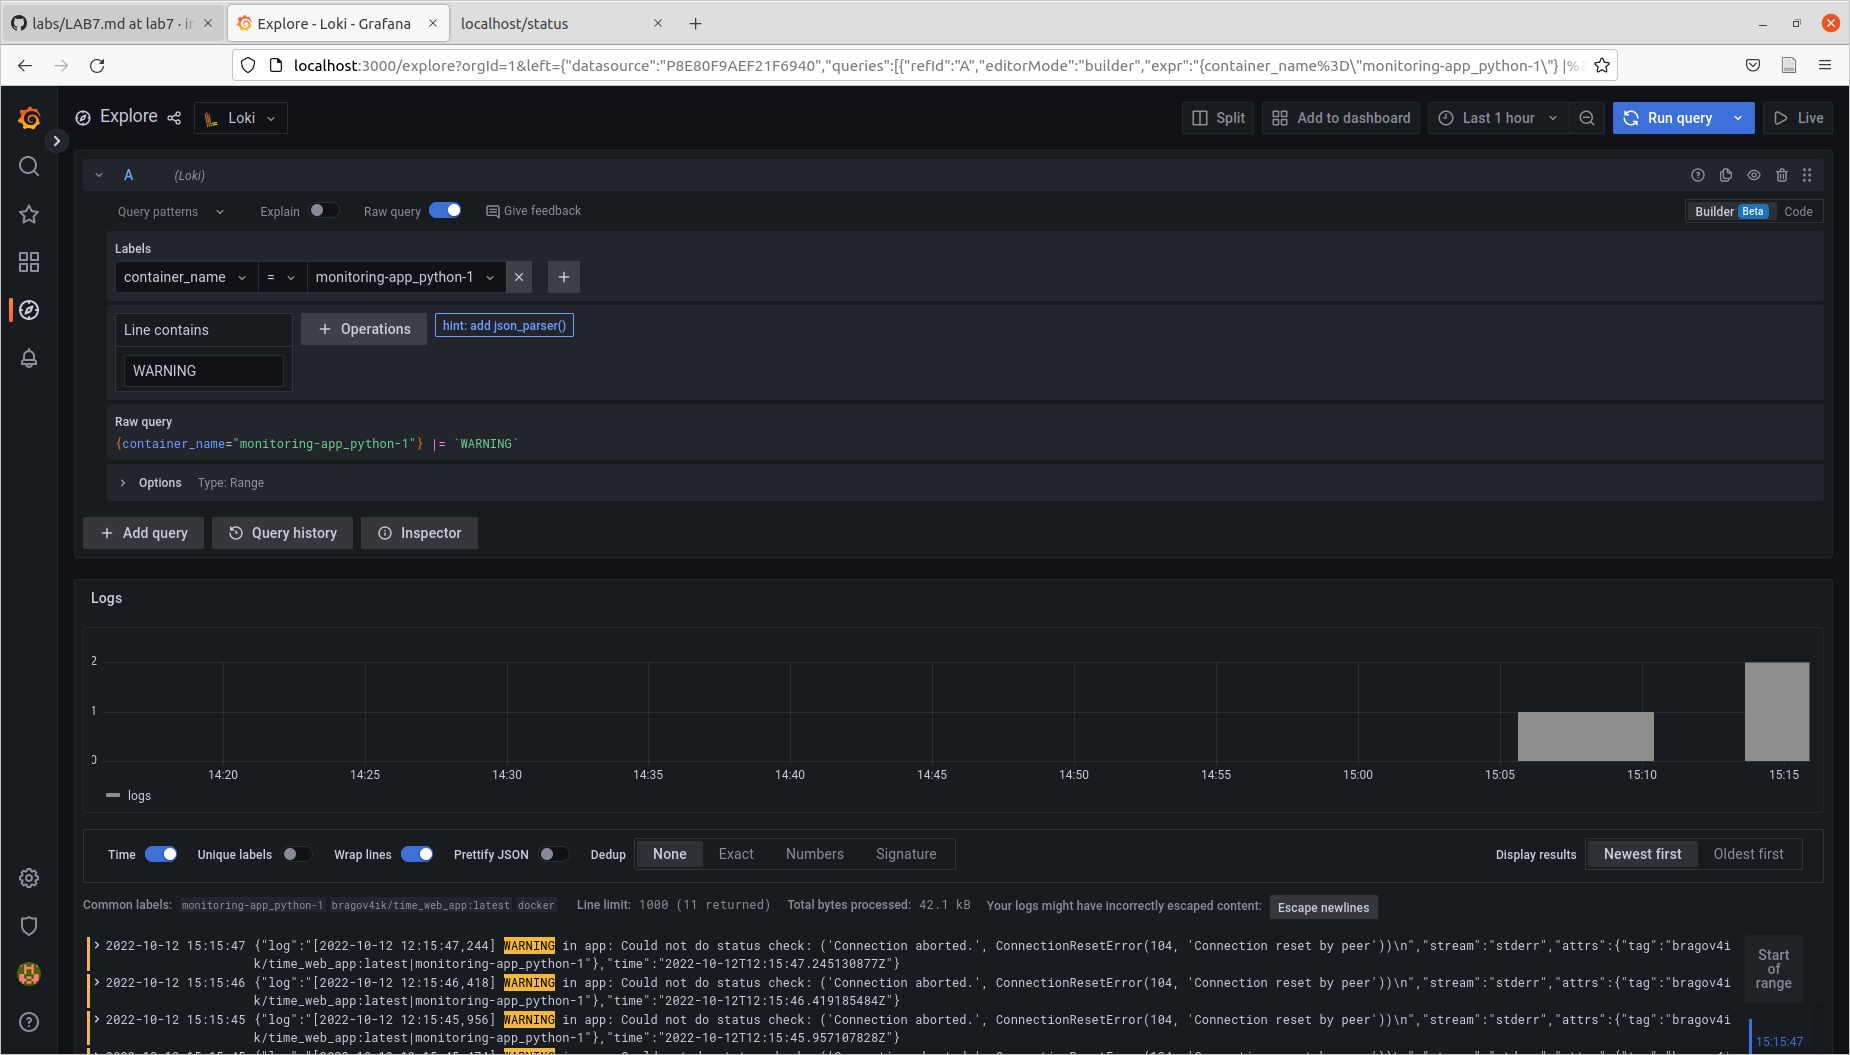 labs/LAB7.md at lab7 · ir
Explore - Loki - Grafana
localhost/status
localhost:3000/explore?orgId=1&left={"datasource":"P8E80F9AEF21F6940","queries":[{"refId":"A","editorMode":"builder","expr":"{container_name%3D\"monitoring-app_python-1\"} |%3
Explore
Loki
Split
Add to dashboard
Last 1 hour
Run query
Live
A
(Loki)
Query patterns
Explain
Raw query
Give feedback
Builder Beta
Code
Labels
container_name
=
monitoring-app_python-1
Line contains
Operations
hint: add json_parser()
WARNING
Raw query
{container_name="monitoring-app_python-1"} |= `WARNING`
Options
Type: Range
Add query
Query history
Inspector
Logs
2
1
0
14:20 14:25 14:30 14:35 14:40 14:45 14:50 14:55 15:00 15:05 15:10 15:15
logs
Time
Unique labels
Wrap lines
Prettify JSON
Dedup
None
Exact
Numbers
Signature
Display results
Newest first
Oldest first
Common labels: monitoring-app_python-1 bragov4ik/time_web_app:latest docker
Line limit: 1000 (11 returned)
Total bytes processed: 42.1 kB
Your logs might have incorrectly escaped content:
Escape newlines
2022-10-12 15:15:47 {"log":"[2022-10-12 12:15:47,244] WARNING in app: Could not do status check: ('Connection aborted.', ConnectionResetError(104, 'Connection reset by peer'))\n","stream":"stderr","attrs":{"tag":"bragov4i
k/time_web_app:latest|monitoring-app_python-1"},"time":"2022-10-12T12:15:47.245130877Z"}
2022-10-12 15:15:46 {"log":"[2022-10-12 12:15:46,418] WARNING in app: Could not do status check: ('Connection aborted.', ConnectionResetError(104, 'Connection reset by peer'))\n","stream":"stderr","attrs":{"tag":"bragov4i
k/time_web_app:latest|monitoring-app_python-1"},"time":"2022-10-12T12:15:46.419185484Z"}
2022-10-12 15:15:45 {"log":"[2022-10-12 12:15:45,956] WARNING in app: Could not do status check: ('Connection aborted.', ConnectionResetError(104, 'Connection reset by peer'))\n","stream":"stderr","attrs":{"tag":"bragov4i
k/time_web_app:latest|monitoring-app_python-1"},"time":"2022-10-12T12:15:45.957107828Z"}
Start
of
range
15:15:47